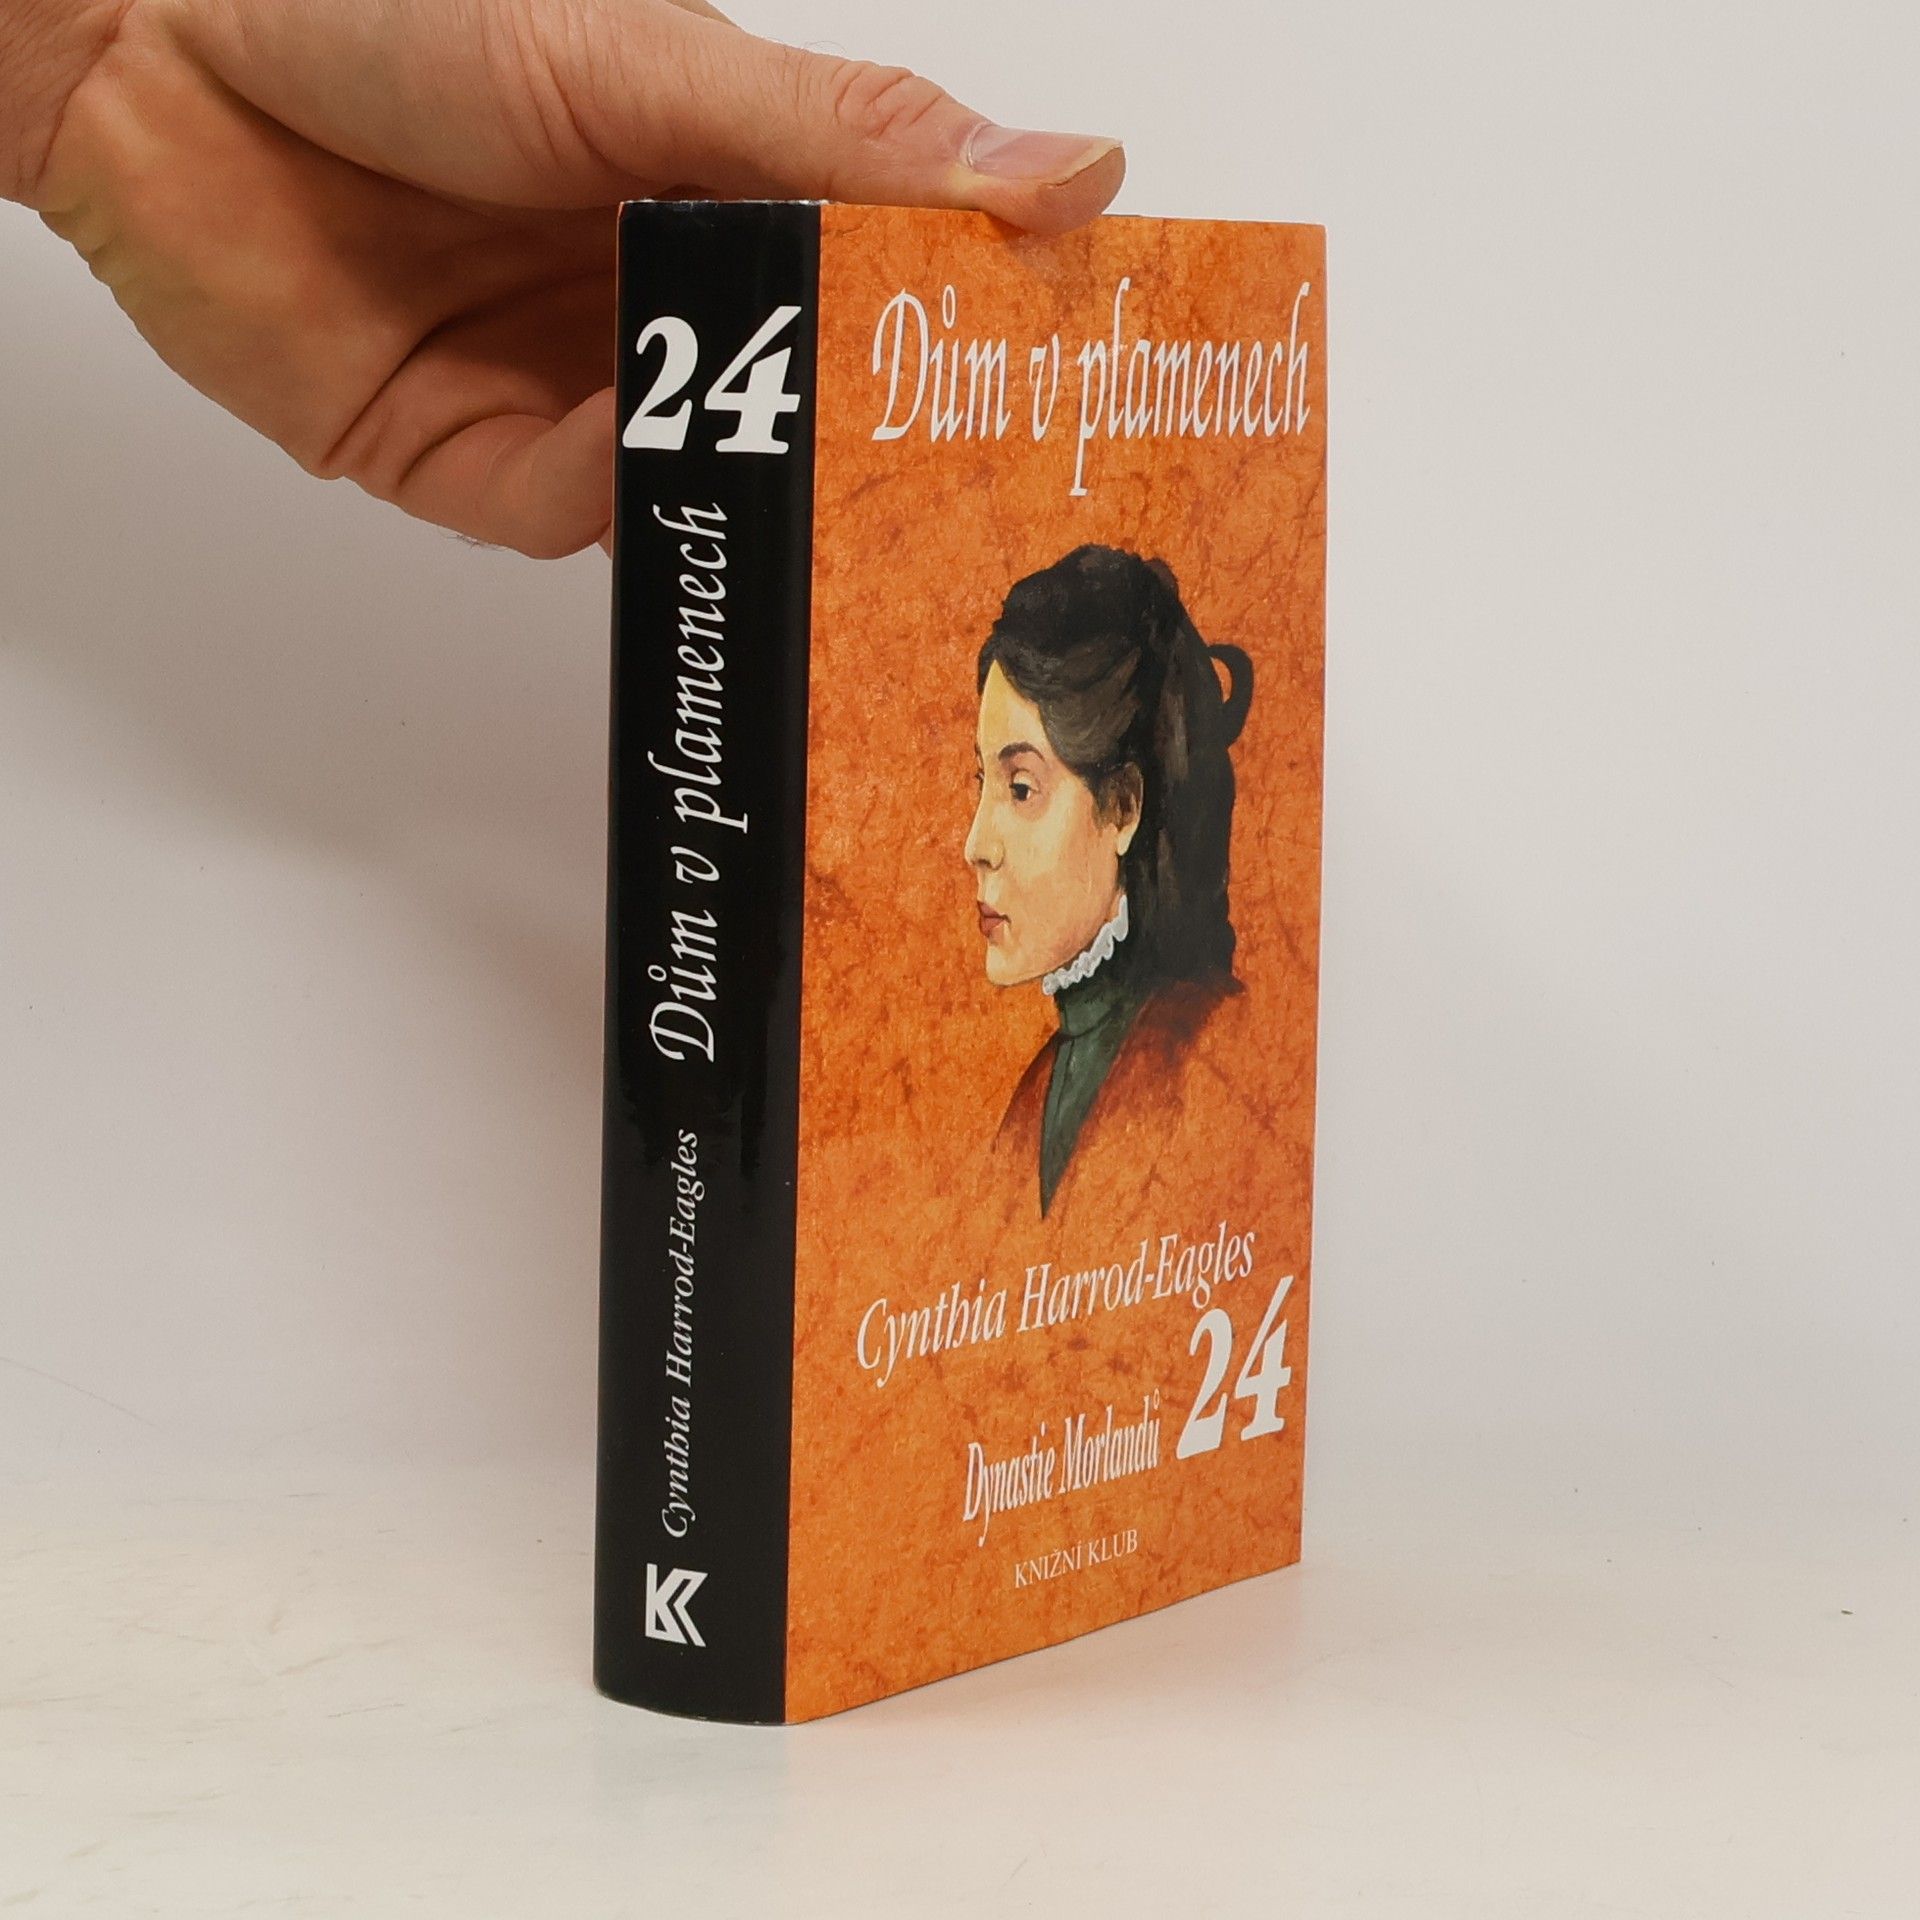 24
Dům v plamenech
Cynthia Harrod-Eagles
Dům v plamenech
Cynthia Harrod-Eagles
Dynastie Morlandů 24
KNIŽNÍ KLUB